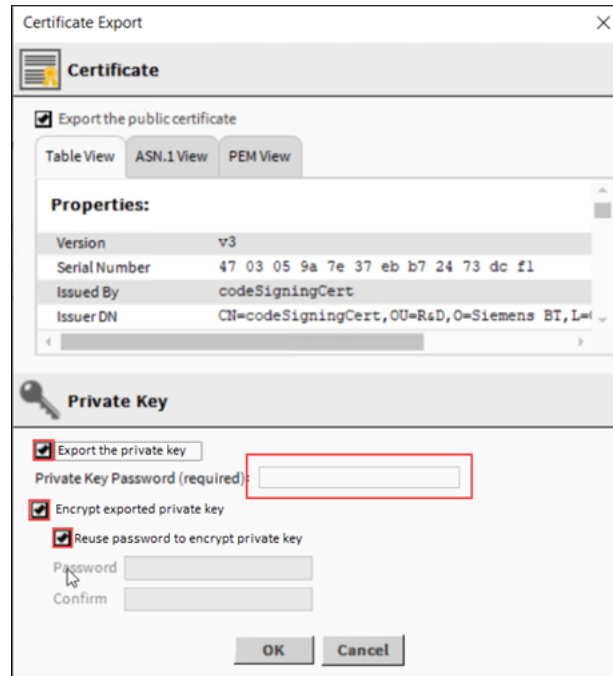 Certificate Export
Certificate
Export the public certificate
Table View ASN.1 View PEM View
Properties:
Version v3
Serial Number 47 03 05 9a 7e 37 eb b7 24 73 dc f1
Issued By codeSigningCert
Issuer DN CN=codeSigningCert,OU=R&D,O=Siemens BT,L=
Private Key
Export the private key
Private Key Password (required):
Encrypt exported private key
Reuse password to encrypt private key
Password
Confirm
OK Cancel